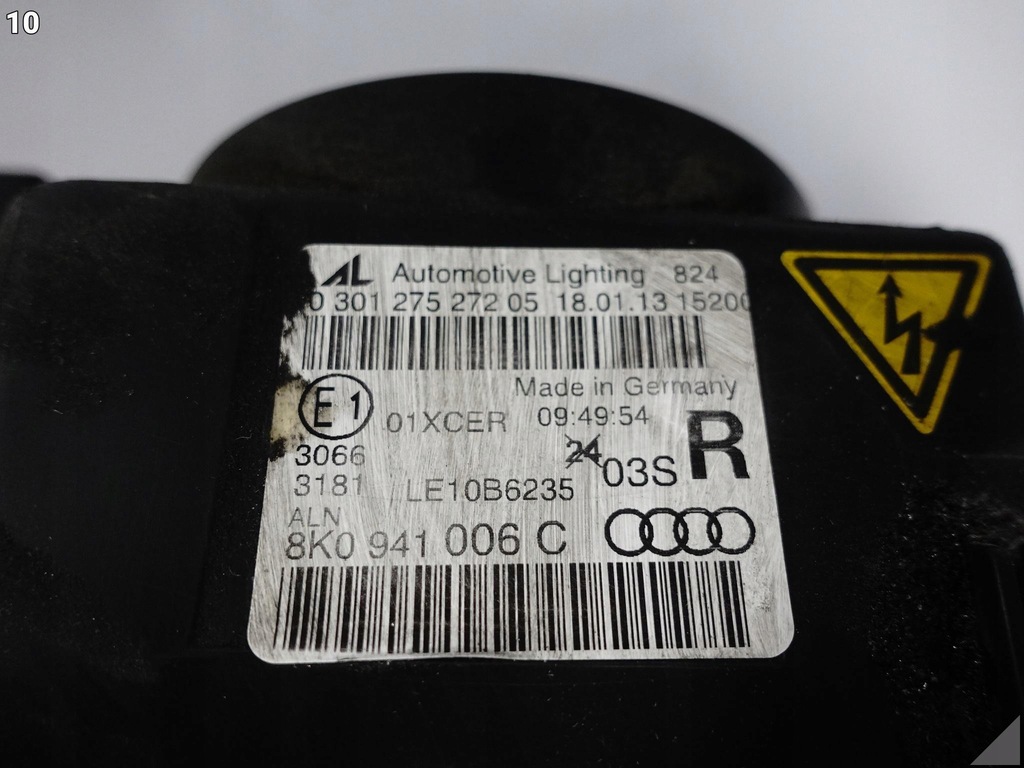 10
AL Automotive Lighting 824
0 301 275 272 05 18.01.13 15200
Made in Germany
E1 01XCER 09:49:54
3066 24 03S R
3181 LE10B6235
ALN
8K0 941 006 C